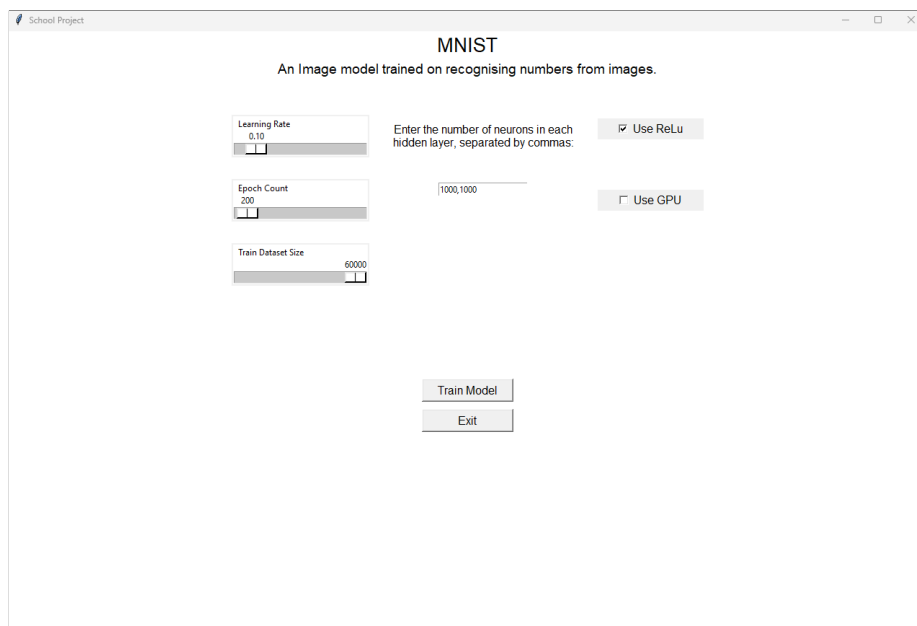 School Project
MNIST
An Image model trained on recognising numbers from images.
Learning Rate
0.10
Enter the number of neurons in each
hidden layer, separated by commas:
Use ReLu
Epoch Count
200
1000,1000
Use GPU
Train Dataset Size
60000
Train Model
Exit